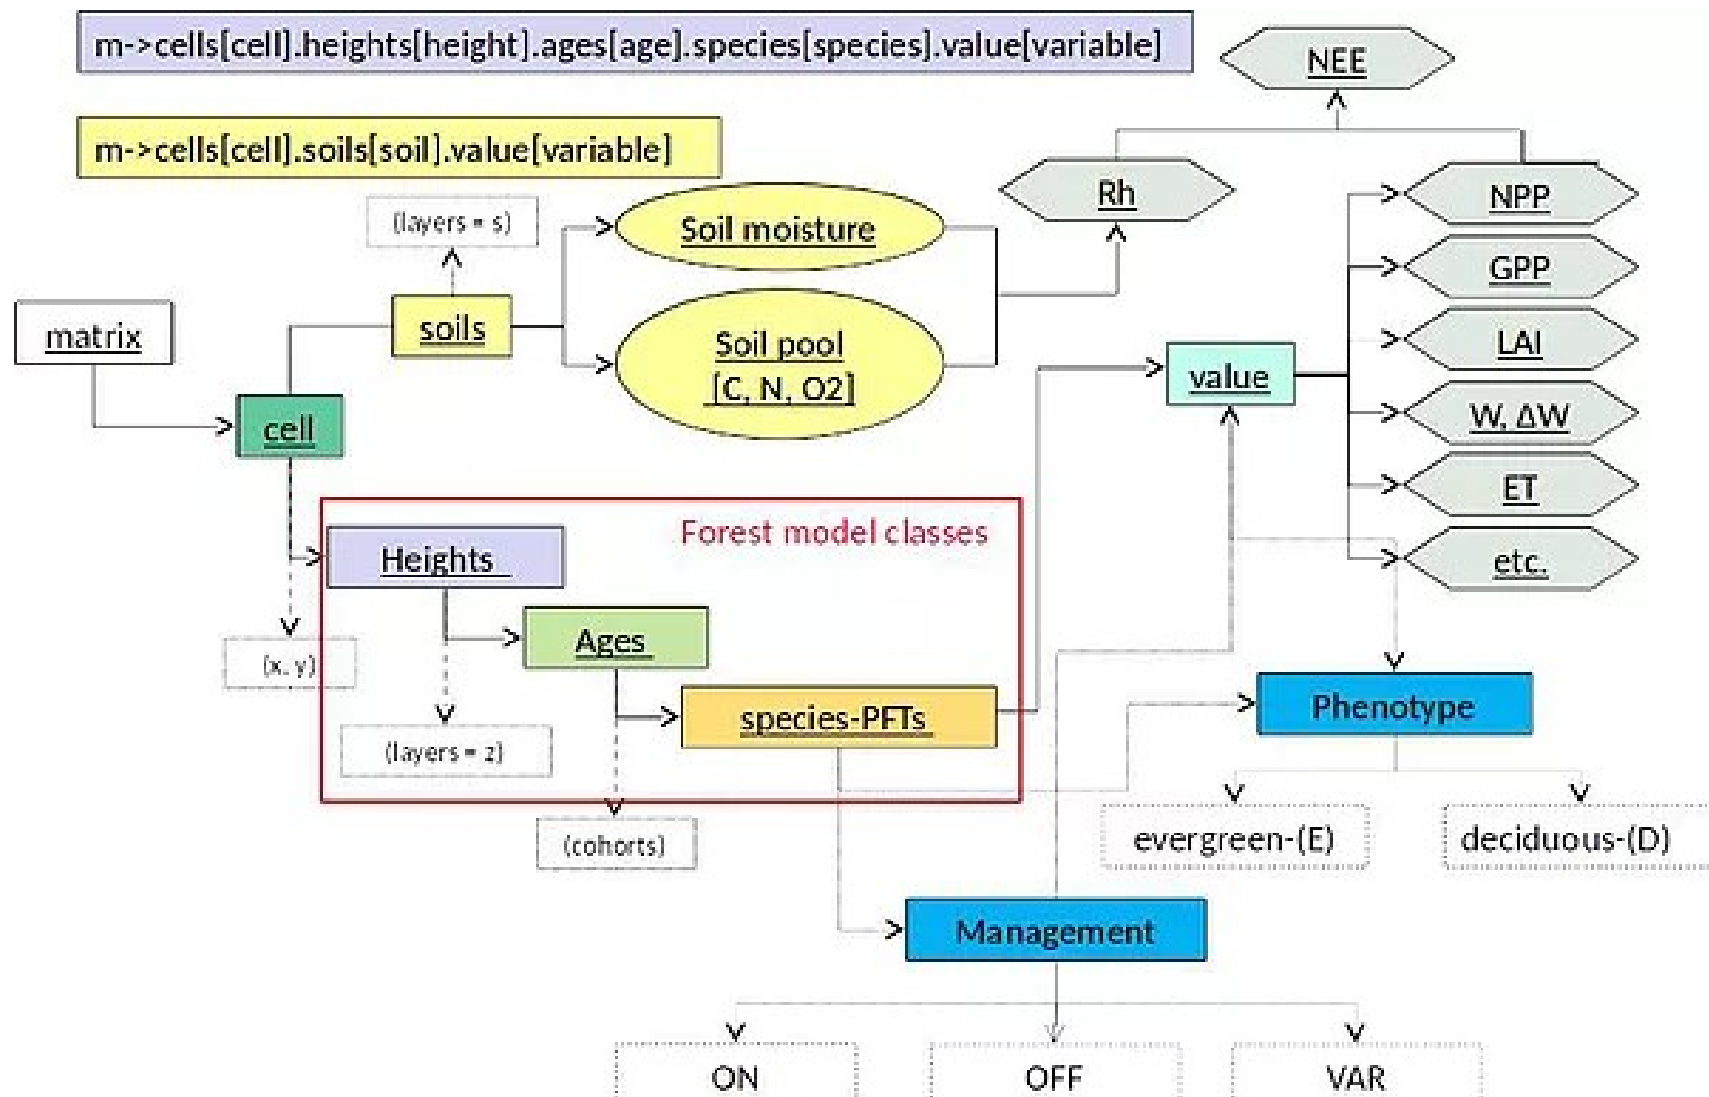 m->cells[cell].heights[height].ages[age].species[species].value[variable]
NEE
m->cells[cell].soils[soil].value[variable]
(layers = s)
Soil moisture
Rh
NPP
GPP
matrix
soils
Soil pool
[C, N, O2]
value
LAI
cell
W, ΔW
ET
Forest model classes
Heights
etc.
Ages
(x, y)
species-PFTs
Phenotype
(layers = z)
(cohorts)
evergreen-(E)
deciduous-(D)
Management
ON
OFF
VAR